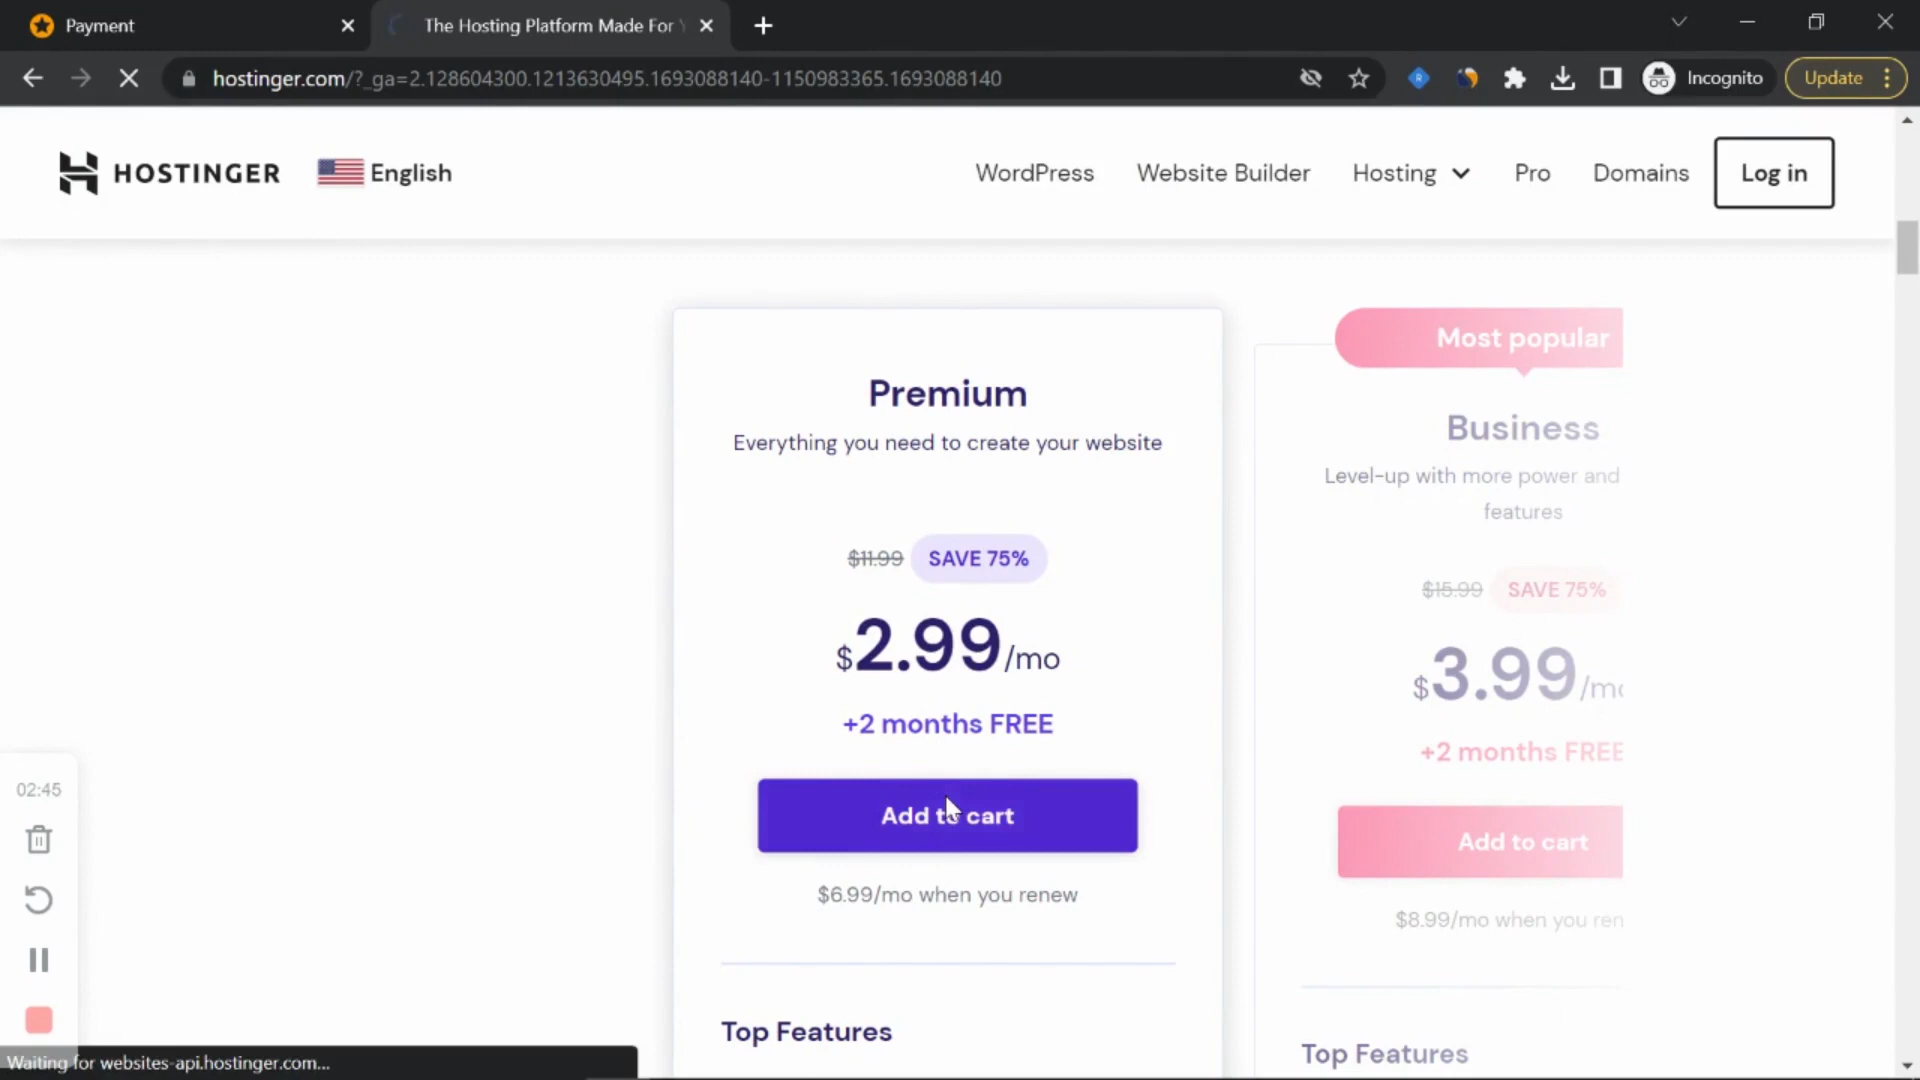 Payment
The Hosting Platform Made For Y
hostinger.com/?_ga=2.128604300.1213630495.1693088140-1150983365.1693088140
Incognito
Update
HOSTINGER
English
WordPress
Website Builder
Hosting
Pro
Domains
Log in
Premium
Everything you need to create your website
$11.99 SAVE 75%
$2.99/mo
+2 months FREE
Add to cart
$6.99/mo when you renew
Top Features
Most popular
Business
Level-up with more power and
features
$15.99 SAVE 75%
$3.99/mo
+2 months FREE
Add to cart
$8.99/mo when you ren
Top Features
02:45
Waiting for websites-api.hostinger.com...